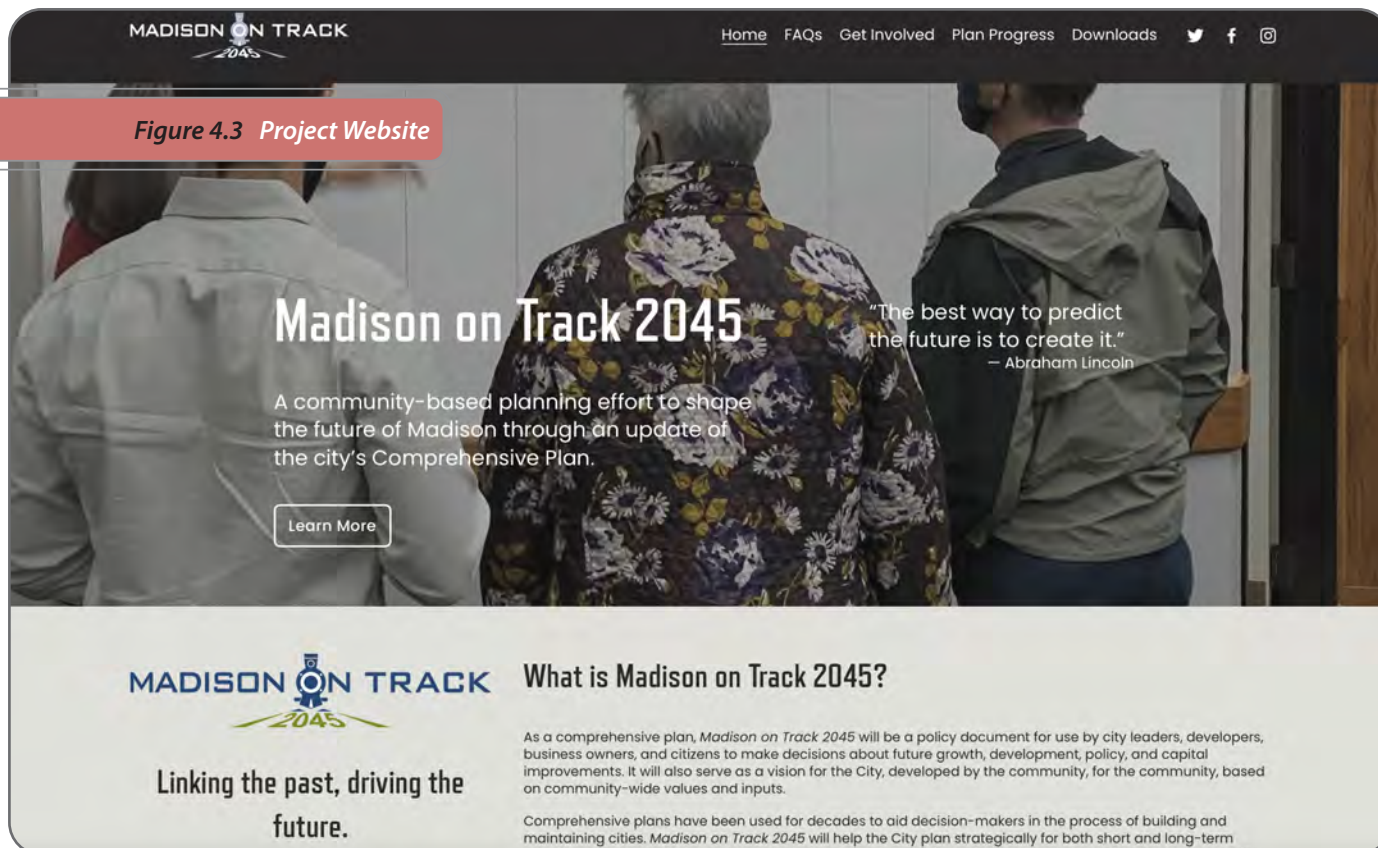 MADISON ON TRACK
2045
Home FAQs Get Involved Plan Progress Downloads
Figure 4.3 Project Website
Madison on Track 2045
"The best way to predict
the future is to create it."
— Abraham Lincoln
A community-based planning effort to shape
the future of Madison through an update of
the city's Comprehensive Plan.
Learn More
MADISON ON TRACK
2045
Linking the past, driving the
future.
What is Madison on Track 2045?
As a comprehensive plan, Madison on Track 2045 will be a policy document for use by city leaders, developers,
business owners, and citizens to make decisions about future growth, development, policy, and capital
improvements. It will also serve as a vision for the City, developed by the community, for the community, based
on community-wide values and inputs.
Comprehensive plans have been used for decades to aid decision-makers in the process of building and
maintaining cities. Madison on Track 2045 will help the City plan strategically for both short and long-term